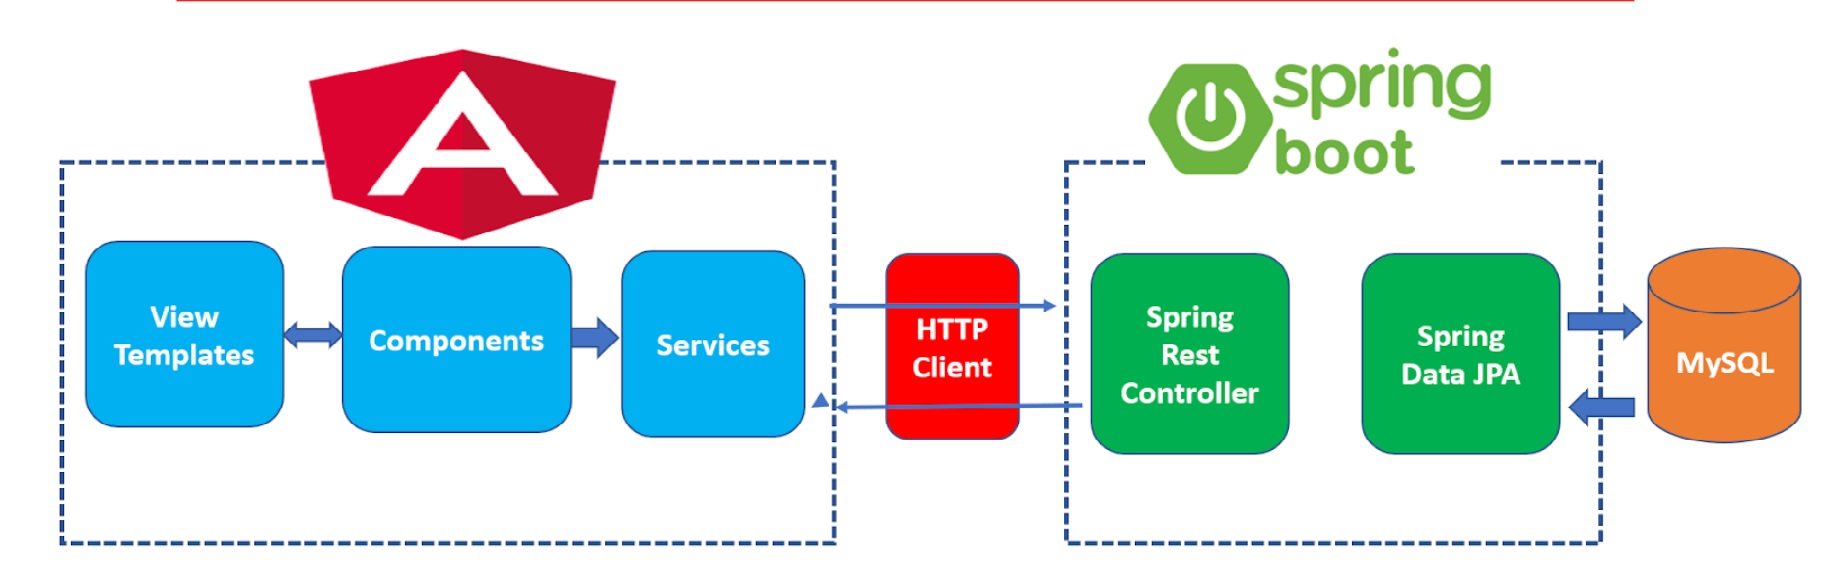 spring
boot
View
Templates
Components
Services
HTTP
Client
Spring
Rest
Controller
Spring
Data JPA
MySQL